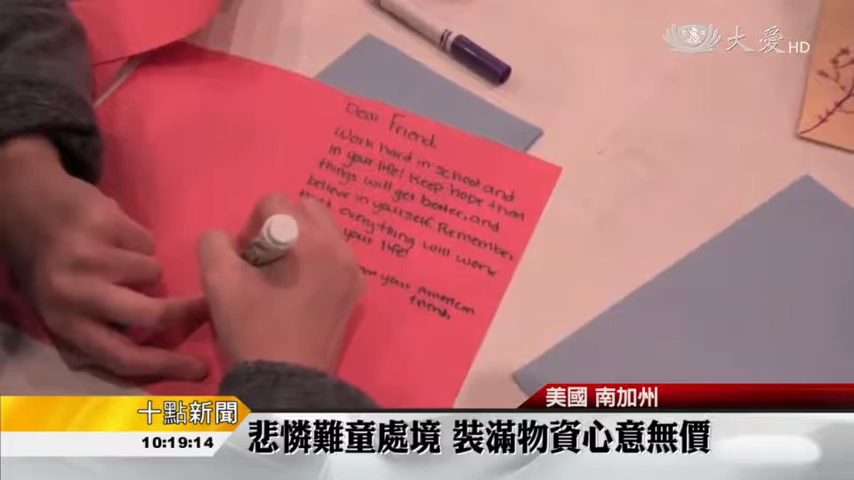 大愛HD
Dear Friend,
Work hard in school and
in your life! Keep hope that
things will get better, and
believe in yourself. Remember
that everything will work
your life!
your American
friend,
美國 南加州
十點新聞
10:19:14
悲憐難童處境 裝滿物資心意無價